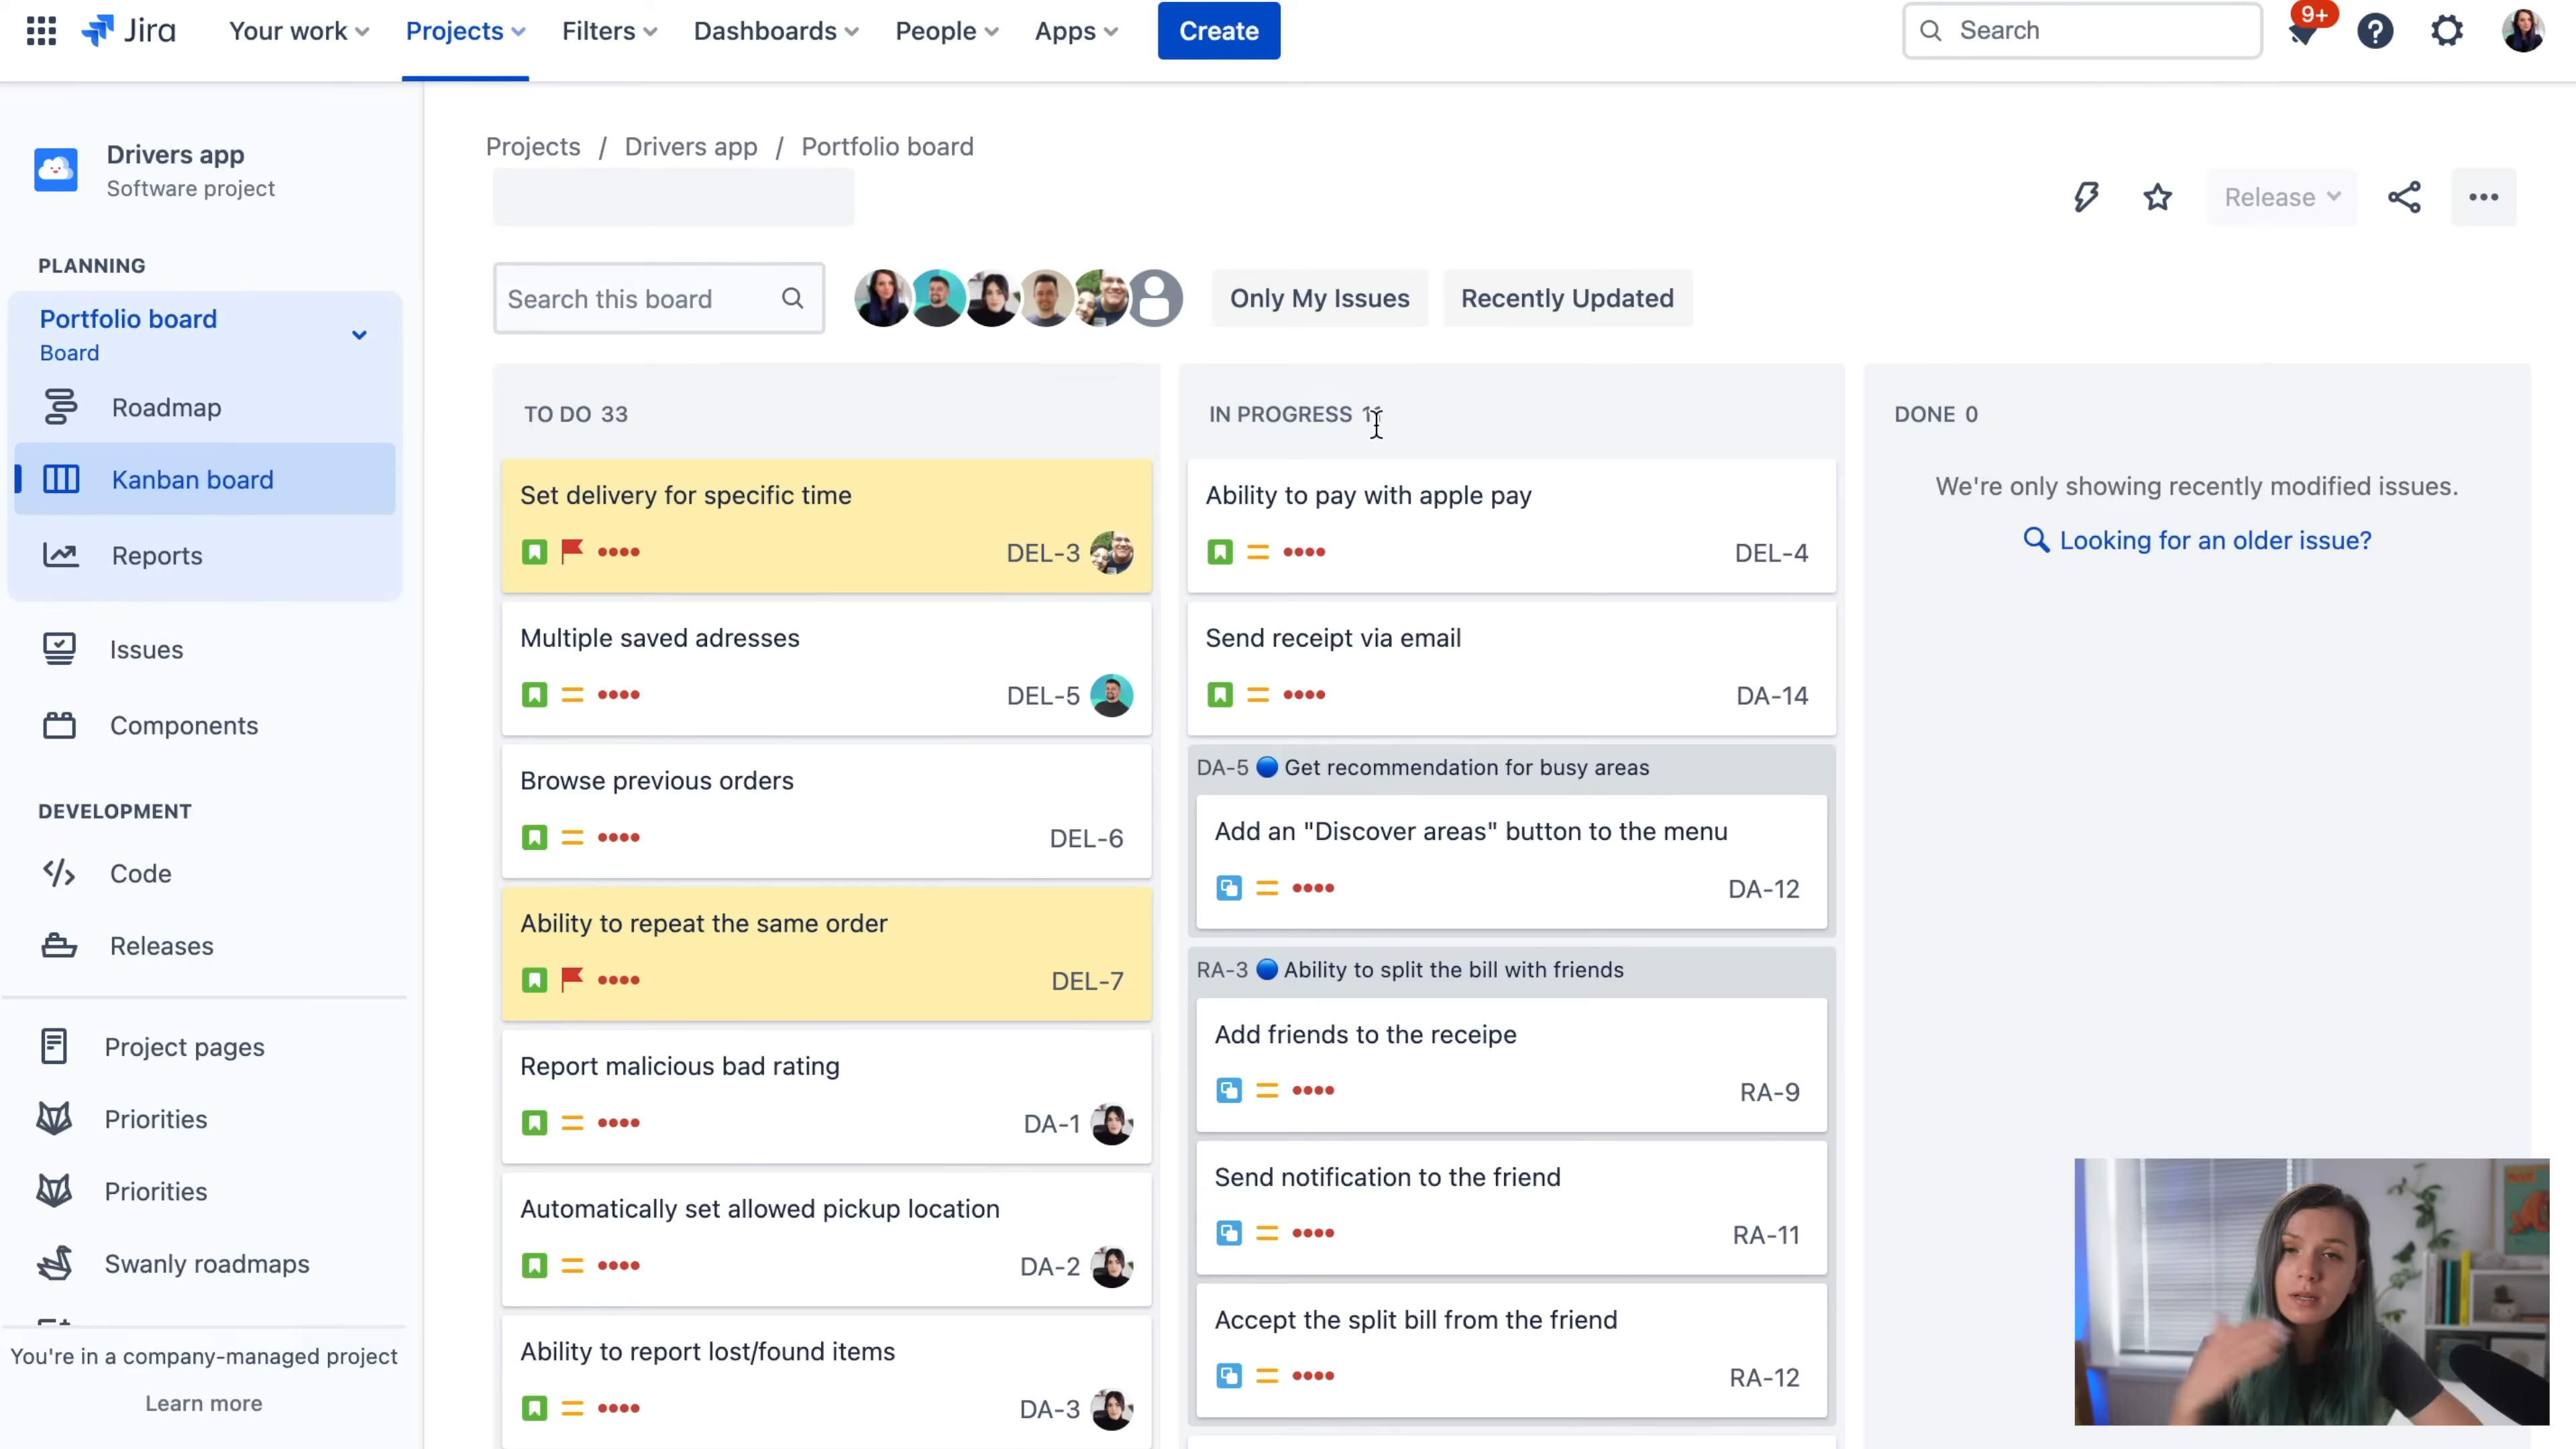 Jira
Your work
Projects
Filters
Dashboards
People
Apps
Create
Search
9+
Drivers app
Software project
PLANNING
Portfolio board
Board
Roadmap
Kanban board
Reports
Issues
Components
DEVELOPMENT
Code
Releases
Project pages
Priorities
Priorities
Swanly roadmaps
You're in a company-managed project
Learn more
Projects / Drivers app / Portfolio board
Release
Search this board
Only My Issues
Recently Updated
TO DO 33
Set delivery for specific time
DEL-3
Multiple saved adresses
DEL-5
Browse previous orders
DEL-6
Ability to repeat the same order
DEL-7
Report malicious bad rating
DA-1
Automatically set allowed pickup location
DA-2
Ability to report lost/found items
DA-3
IN PROGRESS
Ability to pay with apple pay
DEL-4
Send receipt via email
DA-14
DA-5 Get recommendation for busy areas
Add an "Discover areas" button to the menu
DA-12
RA-3 Ability to split the bill with friends
Add friends to the receipe
RA-9
Send notification to the friend
RA-11
Accept the split bill from the friend
RA-12
DONE 0
We're only showing recently modified issues.
Looking for an older issue?